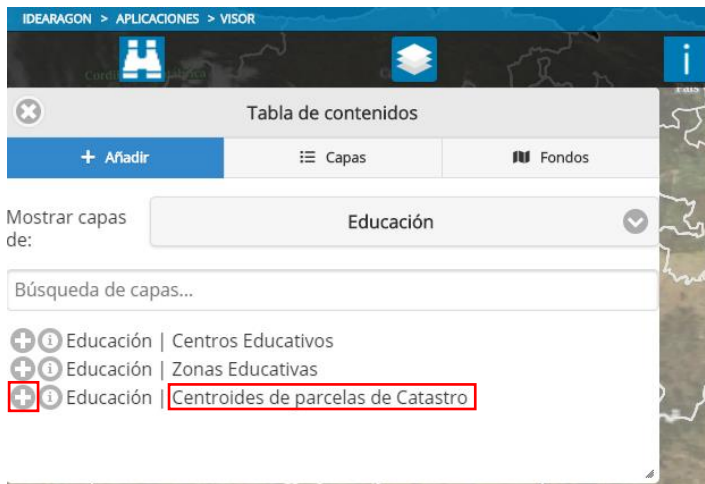 IDEARAGON > APLICACIONES > VISOR
Tabla de contenidos
+ Añadir
Capas
Fondos
Mostrar capas
de:
Educación
Búsqueda de capas...
Educación | Centros Educativos
Educación | Zonas Educativas
Educación | Centroides de parcelas de Catastro